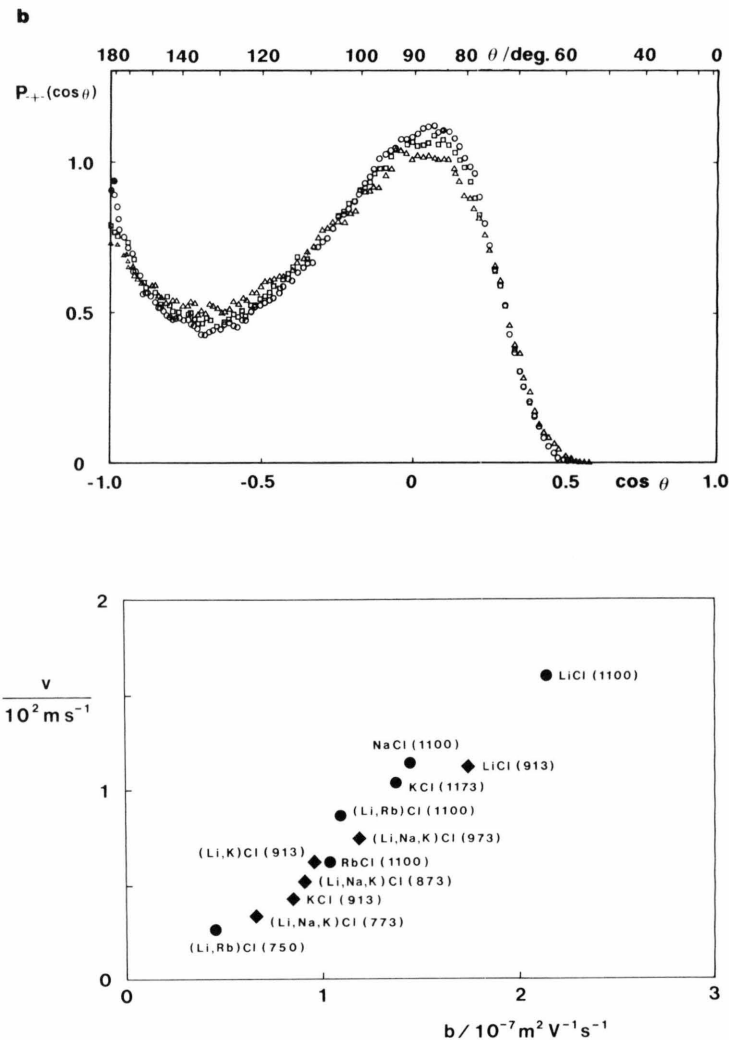 b
180 140 120 100 90 80 θ/deg. 60 40 0
P-+-(cosθ)
1.0
0.5
0
-1.0 -0.5 0 0.5 cos θ 1.0
2
v
10² m s⁻¹
LiCl (1100)
NaCl (1100)
LiCl (913)
KCl (1173)
1
(Li,Rb)Cl (1100)
(Li,Na,K)Cl (973)
(Li,K)Cl (913)
RbCl (1100)
(Li,Na,K)Cl (873)
KCl (913)
(Li,Na,K)Cl (773)
(Li,Rb)Cl (750)
0
0 1 2 3
b / 10⁻⁷ m² V⁻¹ s⁻¹